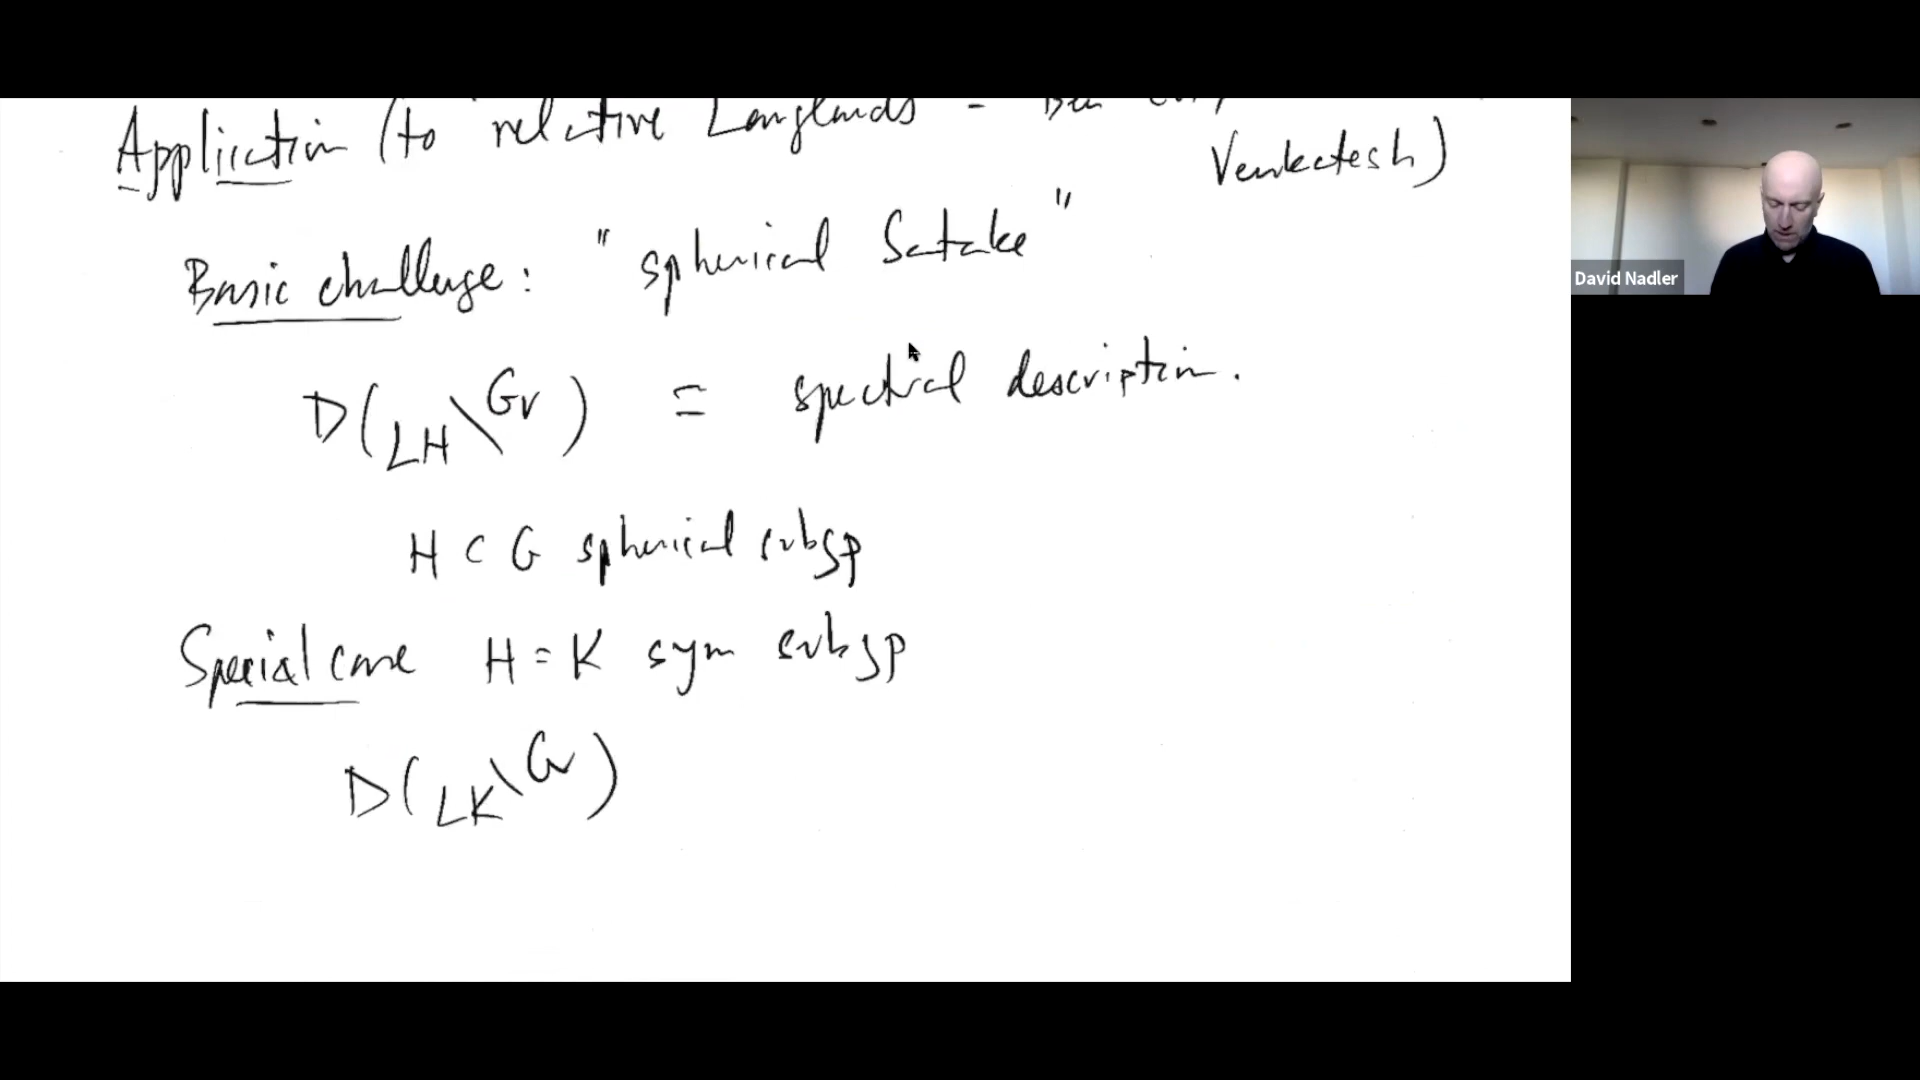 Application (to "relative Langlands" - Ben
Venkatesh)
Basic challenge: "spherical Satake"
D(LH\Gr) = spectral description.
H ⊂ G spherical subgp
Special case H = K sym subgp
D(LK\Gr)
David Nadler